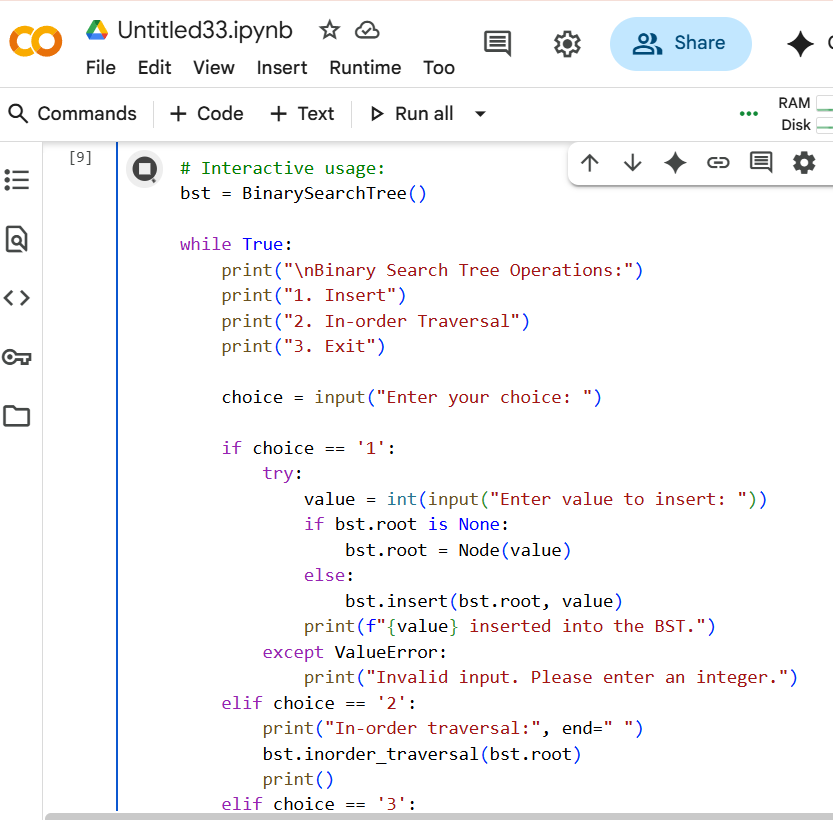 Untitled33.ipynb
File Edit View Insert Runtime Too
Share
Commands + Code + Text Run all
RAM
Disk
[9]
# Interactive usage:
bst = BinarySearchTree()
while True:
print("\nBinary Search Tree Operations:")
print("1. Insert")
print("2. In-order Traversal")
print("3. Exit")
choice = input("Enter your choice: ")
if choice == '1':
try:
value = int(input("Enter value to insert: "))
if bst.root is None:
bst.root = Node(value)
else:
bst.insert(bst.root, value)
print(f"{value} inserted into the BST.")
except ValueError:
print("Invalid input. Please enter an integer.")
elif choice == '2':
print("In-order traversal:", end=" ")
bst.inorder_traversal(bst.root)
print()
elif choice == '3':